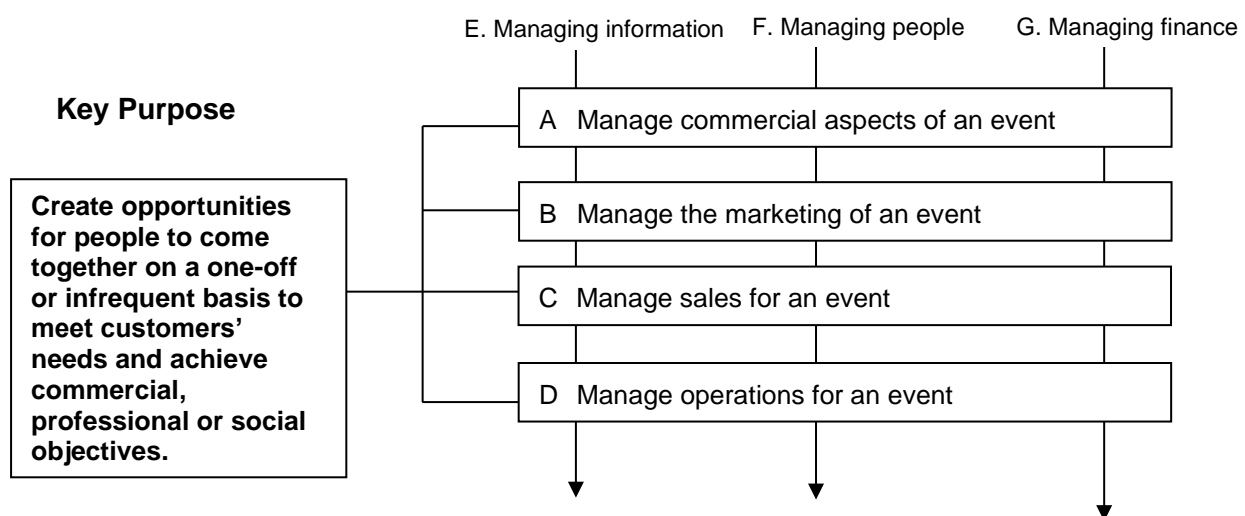 E. Managing information
F. Managing people
G. Managing finance
Key Purpose
A Manage commercial aspects of an event
Create opportunities
for people to come
together on a one-off
or infrequent basis to
meet customers’
needs and achieve
commercial,
professional or social
objectives.
B Manage the marketing of an event
C Manage sales for an event
D Manage operations for an event